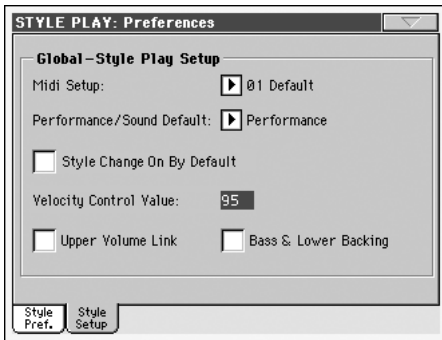 STYLE PLAY: Preferences
Global-Style Play Setup
Midi Setup: 01 Default
Performance/Sound Default: Performance
Style Change On By Default
Velocity Control Value: 95
Upper Volume Link Bass & Lower Backing
Style Pref. Style Setup